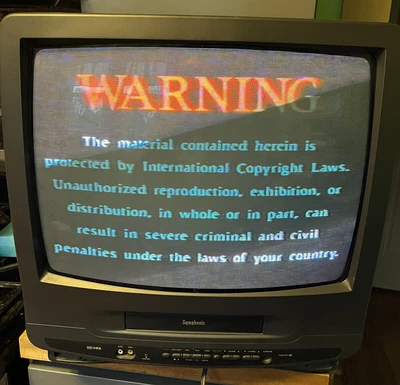 WARNING
The material contained herein is
protected by International Copyright Laws.
Unauthorized reproduction, exhibition, or
distribution, in whole or in part, can
result in severe criminal and civil
penalties under the laws of your country.
Symphonic